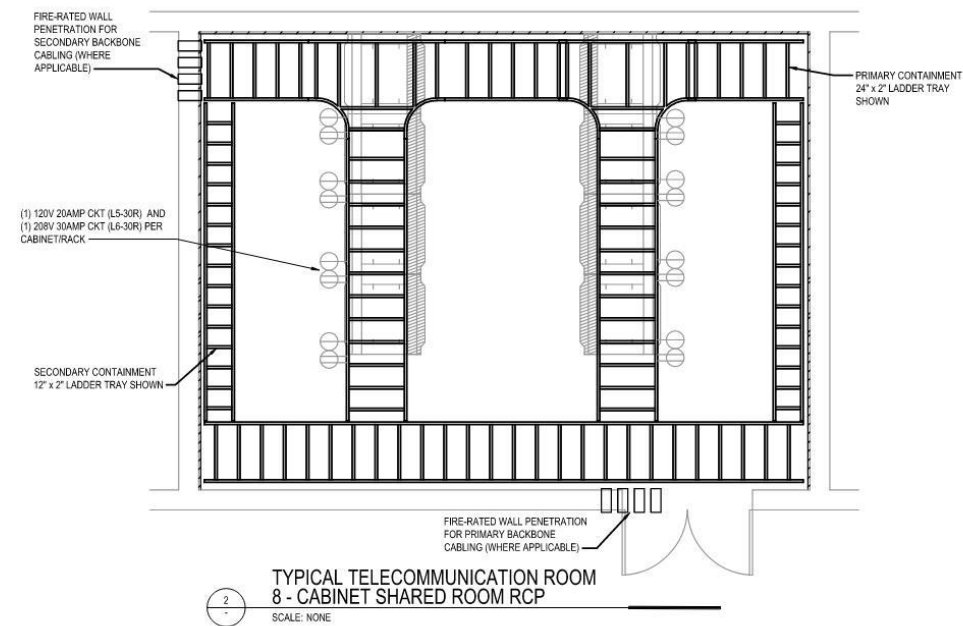 FIRE-RATED WALL
PENETRATION FOR
SECONDARY BACKBONE
CABLING (WHERE
APPLICABLE)
PRIMARY CONTAINMENT
24" x 2" LADDER TRAY
SHOWN
(1) 120V 20AMP CKT (L5-30R) AND
(1) 208V 30AMP CKT (L6-30R) PER
CABINET/RACK
SECONDARY CONTAINMENT
12" x 2" LADDER TRAY SHOWN
FIRE-RATED WALL PENETRATION
FOR PRIMARY BACKBONE
CABLING (WHERE APPLICABLE)
2
-
TYPICAL TELECOMMUNICATION ROOM
8 - CABINET SHARED ROOM RCP
SCALE: NONE